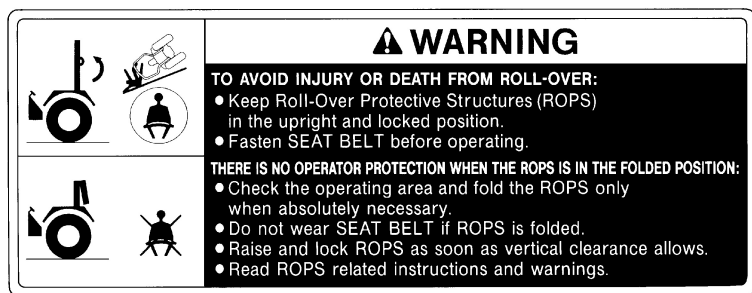 ⚠ WARNING
TO AVOID INJURY OR DEATH FROM ROLL-OVER:
● Keep Roll-Over Protective Structures (ROPS)
in the upright and locked position.
● Fasten SEAT BELT before operating.
THERE IS NO OPERATOR PROTECTION WHEN THE ROPS IS IN THE FOLDED POSITION:
● Check the operating area and fold the ROPS only
when absolutely necessary.
● Do not wear SEAT BELT if ROPS is folded.
● Raise and lock ROPS as soon as vertical clearance allows.
● Read ROPS related instructions and warnings.